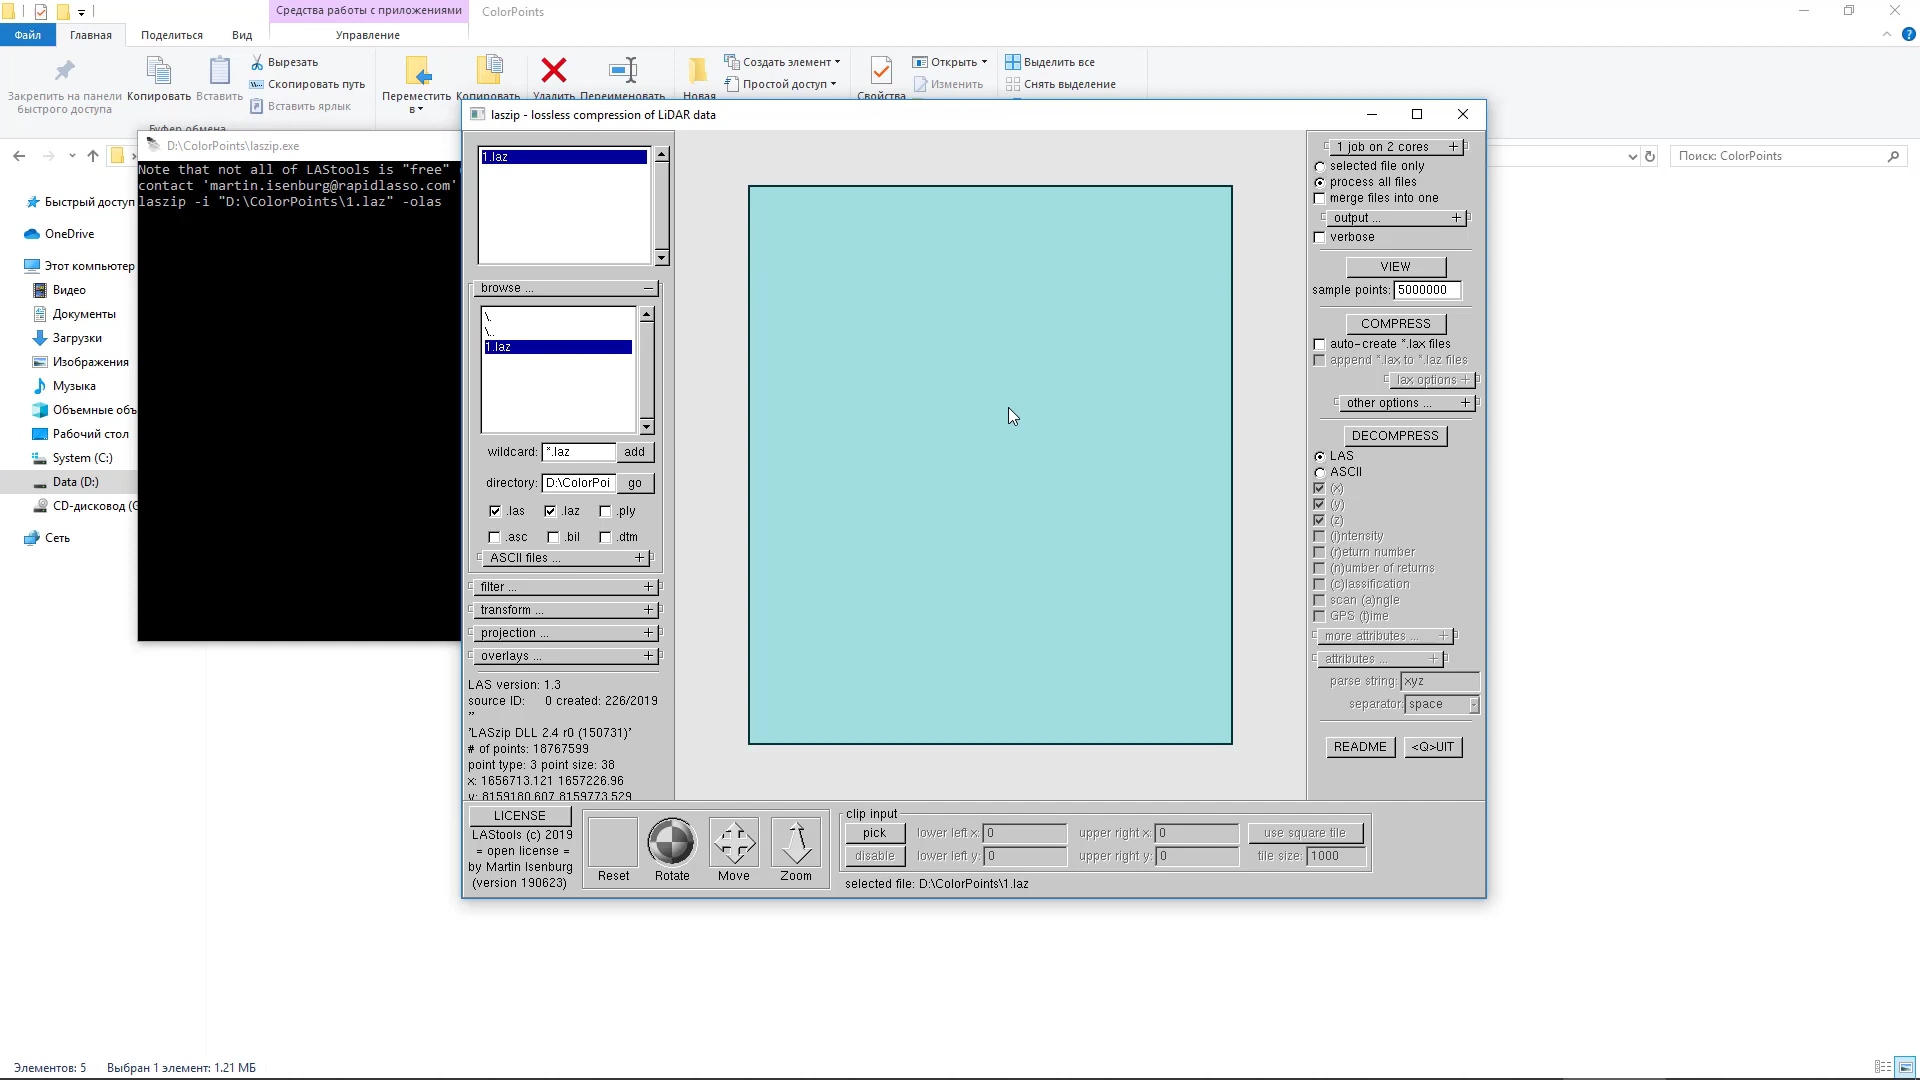 Средства работы с приложениями
ColorPoints
Файл
Главная
Поделиться
Вид
Управление
Закрепить на панели
быстрого доступа
Копировать
Вставить
Вырезать
Скопировать путь
Вставить ярлык
Буфер обмена
Переместить
в
Копировать
Удалить
Переименовать
Новая
Создать элемент
Простой доступ
Свойства
Открыть
Изменить
Выделить все
Снять выделение
Поиск: ColorPoints
Быстрый доступ
OneDrive
Этот компьютер
Видео
Документы
Загрузки
Изображения
Музыка
Объемные объ
Рабочий стол
System (C:)
Data (D:)
CD-дисковод (
Сеть
D:\ColorPoints\laszip.exe
Note that not all of LAStools is "free"
contact 'martin.isenburg@rapidlasso.com'
laszip -i "D:\ColorPoints\1.laz" -olas
laszip - lossless compression of LiDAR data
1.laz
browse ...
\.
\..
1.laz
wildcard: *.laz add
directory: D:\ColorPoi go
.las .laz .ply
.asc .bil .dtm
ASCII files ...
filter ...
transform ...
projection ...
overlays ...
LAS version: 1.3
source ID: 0 created: 226/2019
''
'LASzip DLL 2.4 r0 (150731)'
# of points: 18767599
point type: 3 point size: 38
x: 1656713.121 1657226.96
y: 8159180.607 8159773.529
LICENSE
LAStools (c) 2019
= open license =
by Martin Isenburg
(version 190623)
Reset
Rotate
Move
Zoom
clip input
pick
lower left x: 0
upper right x: 0
use square tile
disable
lower left y: 0
upper right y: 0
tile size: 1000
selected file: D:\ColorPoints\1.laz
1 job on 2 cores +
selected file only
process all files
merge files into one
output ... +
verbose
VIEW
sample points: 5000000
COMPRESS
auto-create *.lax files
append *.lax to *.laz files
lax options +
other options ... +
DECOMPRESS
LAS
ASCII
(x)
(y)
(z)
(i)ntensity
(r)eturn number
(n)umber of returns
(c)lassification
scan (a)ngle
GPS (t)ime
more attributes ... +
attributes ... +
parse string: xyz
separator: space
README
<Q>UIT
Элементов: 5
Выбран 1 элемент: 1.21 МБ